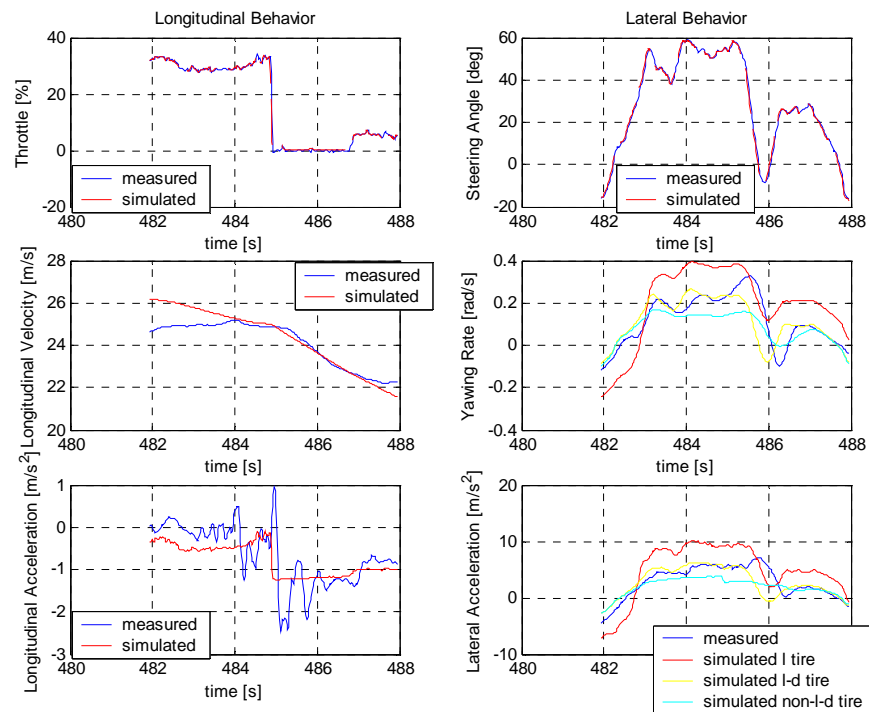 Longitudinal Behavior
Lateral Behavior
Throttle [%]
40
20
0
-20
480 482 484 486 488
time [s]
measured
simulated
Steering Angle [deg]
60
40
20
0
-20
480 482 484 486 488
time [s]
measured
simulated
Longitudinal Velocity [m/s]
28
26
24
22
20
480 482 484 486 488
time [s]
measured
simulated
Yawing Rate [rad/s]
0.4
0.2
0
-0.2
-0.4
480 482 484 486 488
time [s]
Longitudinal Acceleration [m/s²]
1
0
-1
-2
-3
480 482 484 486 488
time [s]
measured
simulated
Lateral Acceleration [m/s²]
20
10
0
-10
480 482 484 486 488
measured
simulated l tire
simulated l-d tire
simulated non-l-d tire